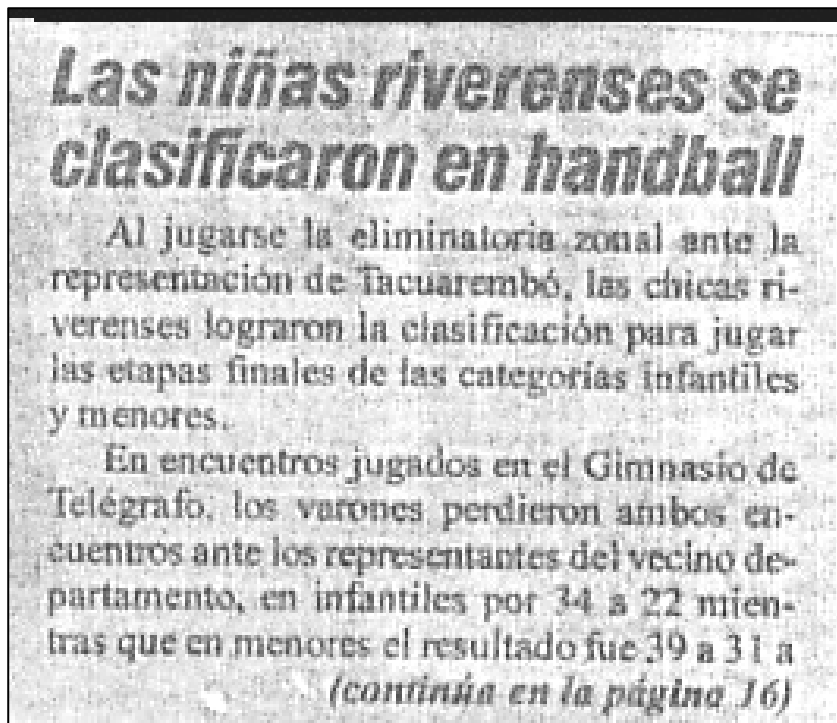 Las niñas riverenses se
clasificaron en handball
Al jugarse la eliminatoria zonal ante la
representación de Tacuarembó, las chicas ri-
verenses lograron la clasificación para jugar
las etapas finales de las categorías infantiles
y menores.
En encuentros jugados en el Gimnasio de
Telégrafo, los varones perdieron ambos en-
cuentros ante los representantes del vecino de-
partamento, en infantiles por 34 a 22 mien-
tras que en menores el resultado fue 39 a 31 a
(continúa en la página 16)